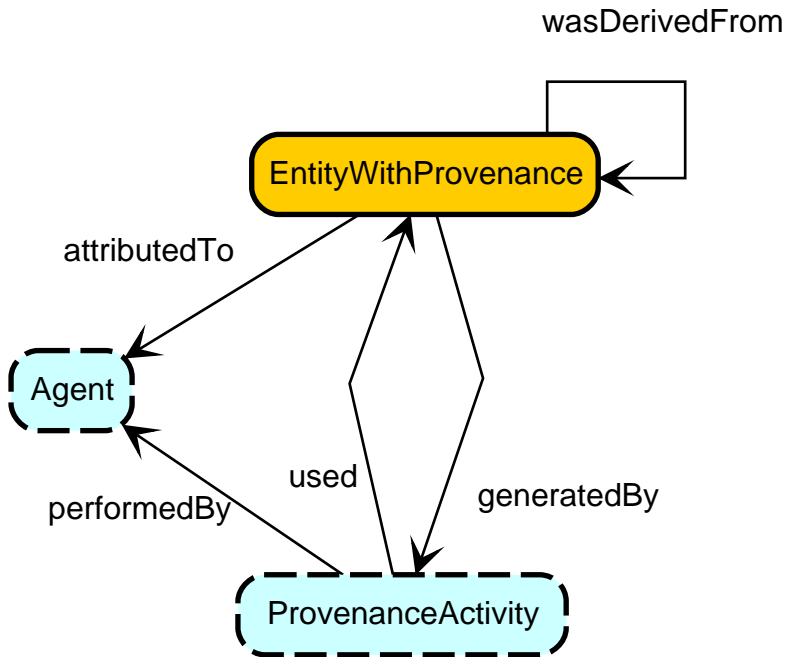 wasDerivedFrom
EntityWithProvenance
attributedTo
Agent
used
generatedBy
performedBy
ProvenanceActivity